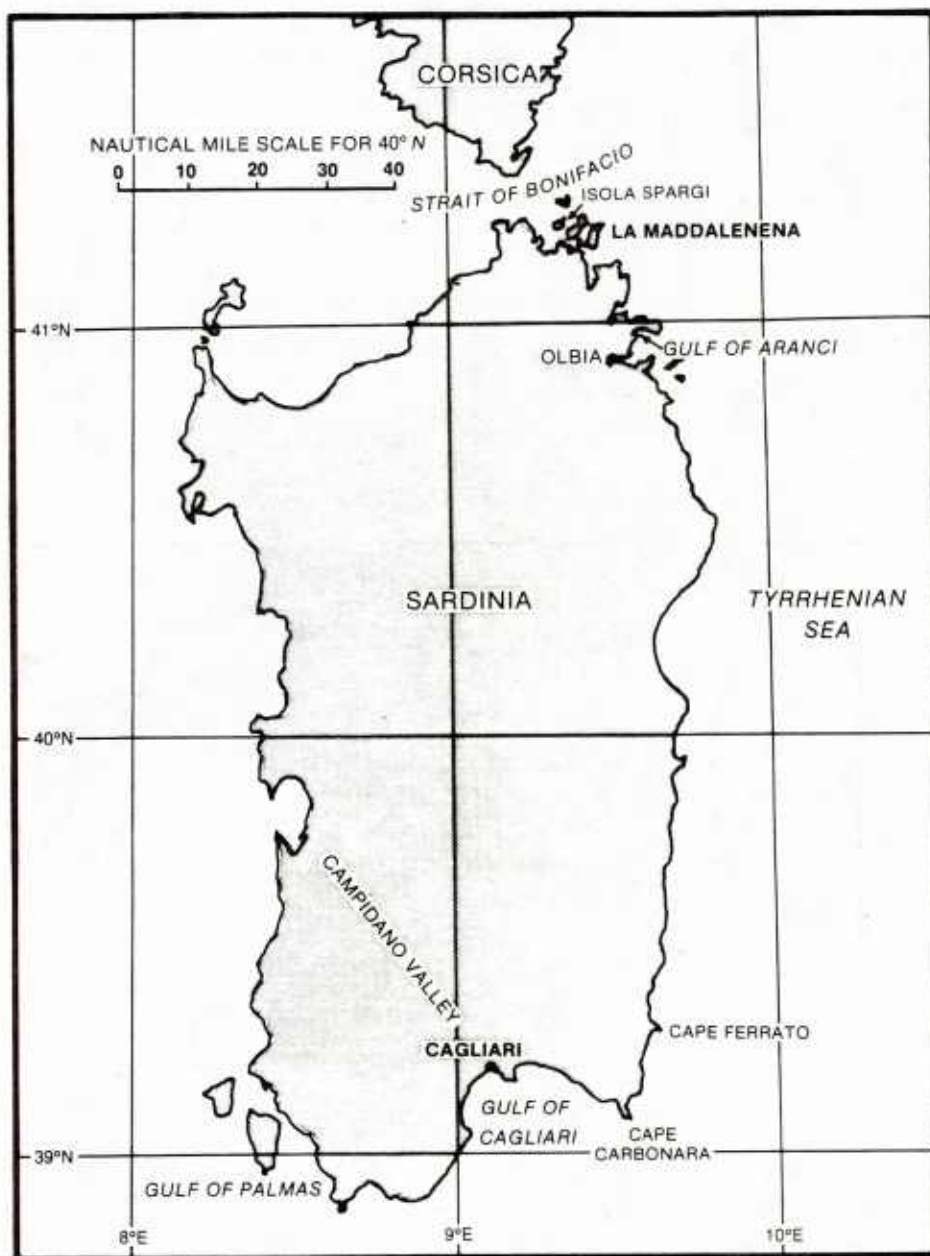 CORSICA
NAUTICAL MILE SCALE FOR 40° N
0 10 20 30 40
STRAIT OF BONIFACIO
ISOLA SPARGI
LA MADDALENENA
41°N
OLBIA
GULF OF ARANCI
SARDINIA
TYRRHENIAN
SEA
40°N
CAMPIDANO VALLEY
CAPE FERRATO
CAGLIARI
GULF OF
CAGLIARI
CAPE
CARBONARA
39°N
GULF OF PALMAS
8°E
9°E
10°E